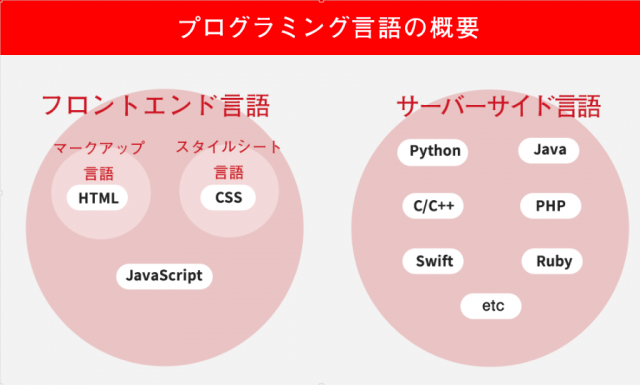 プログラミング言語の概要
フロントエンド言語
マークアップ
言語
HTML
スタイルシート
言語
CSS
JavaScript
サーバーサイド言語
Python
Java
C/C++
PHP
Swift
Ruby
etc